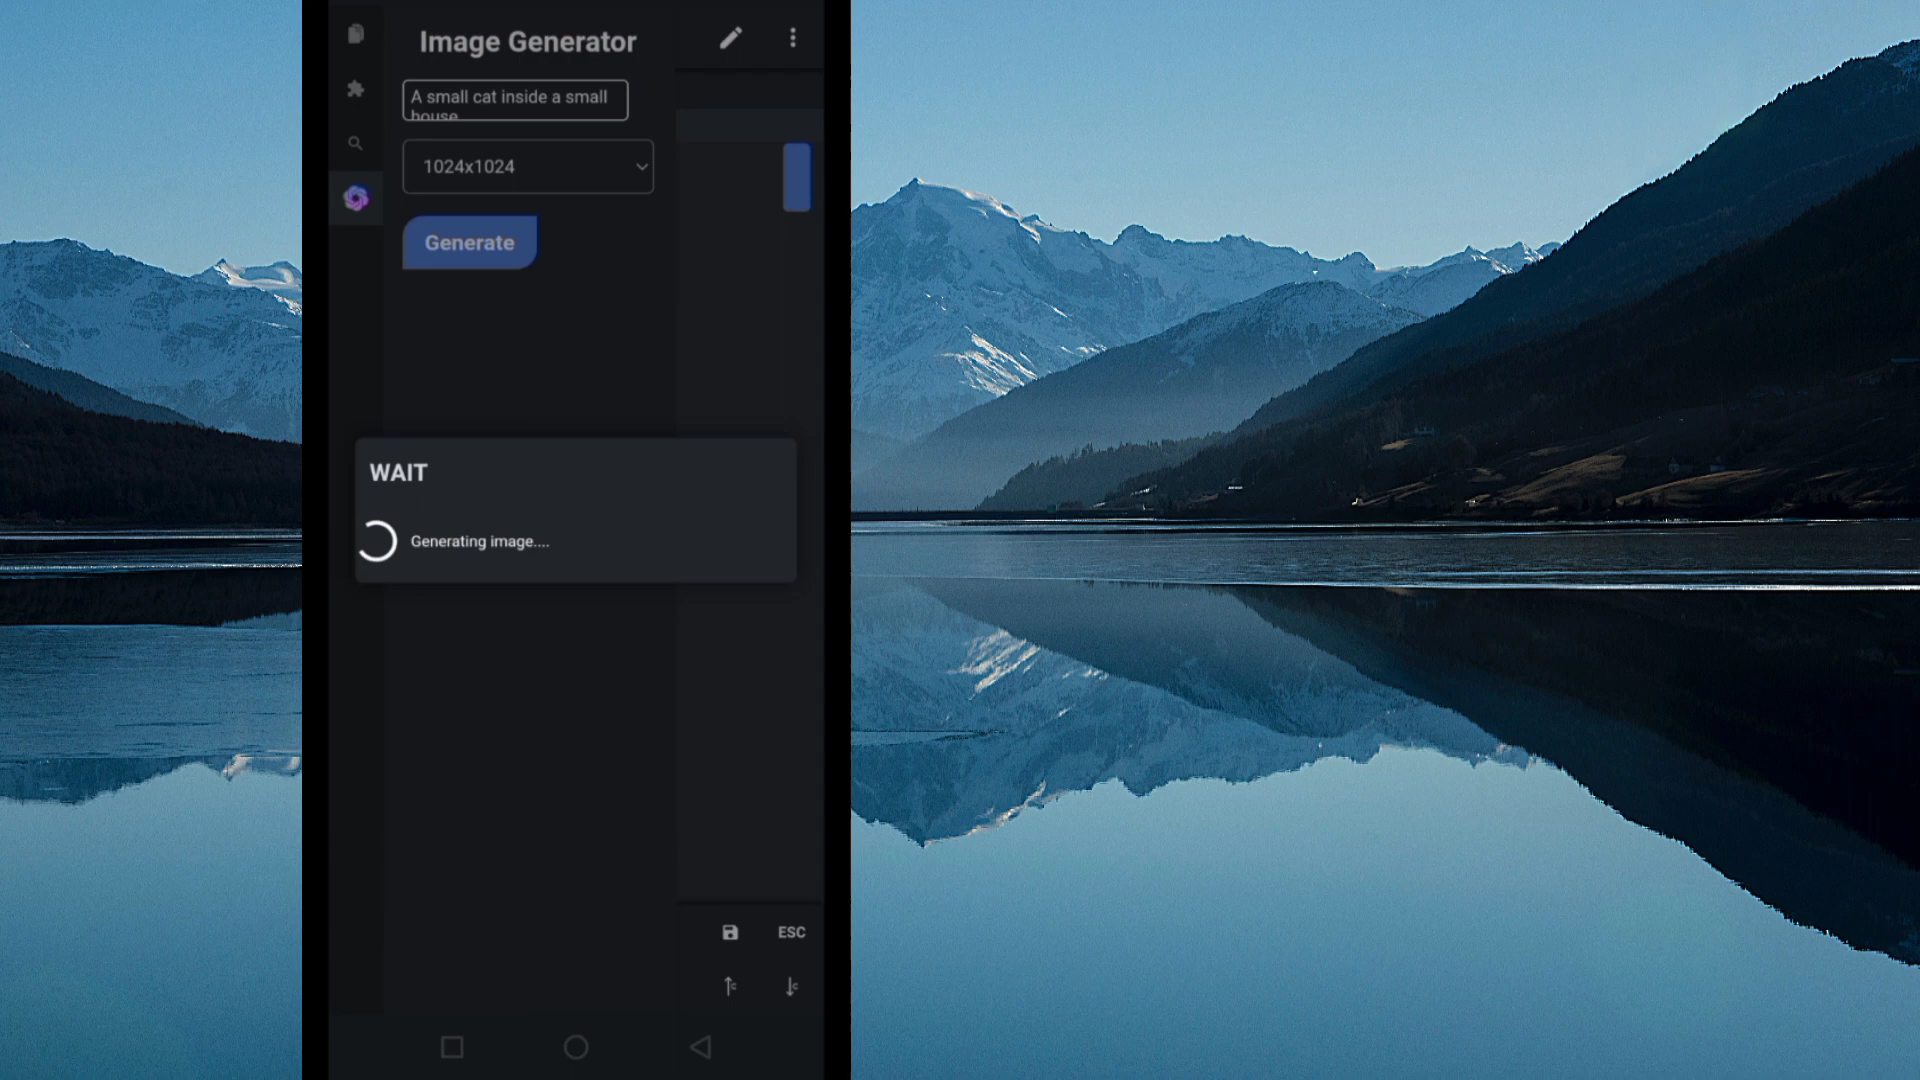 Image Generator
A small cat inside a small
house
1024x1024
Generate
WAIT
Generating image....
ESC